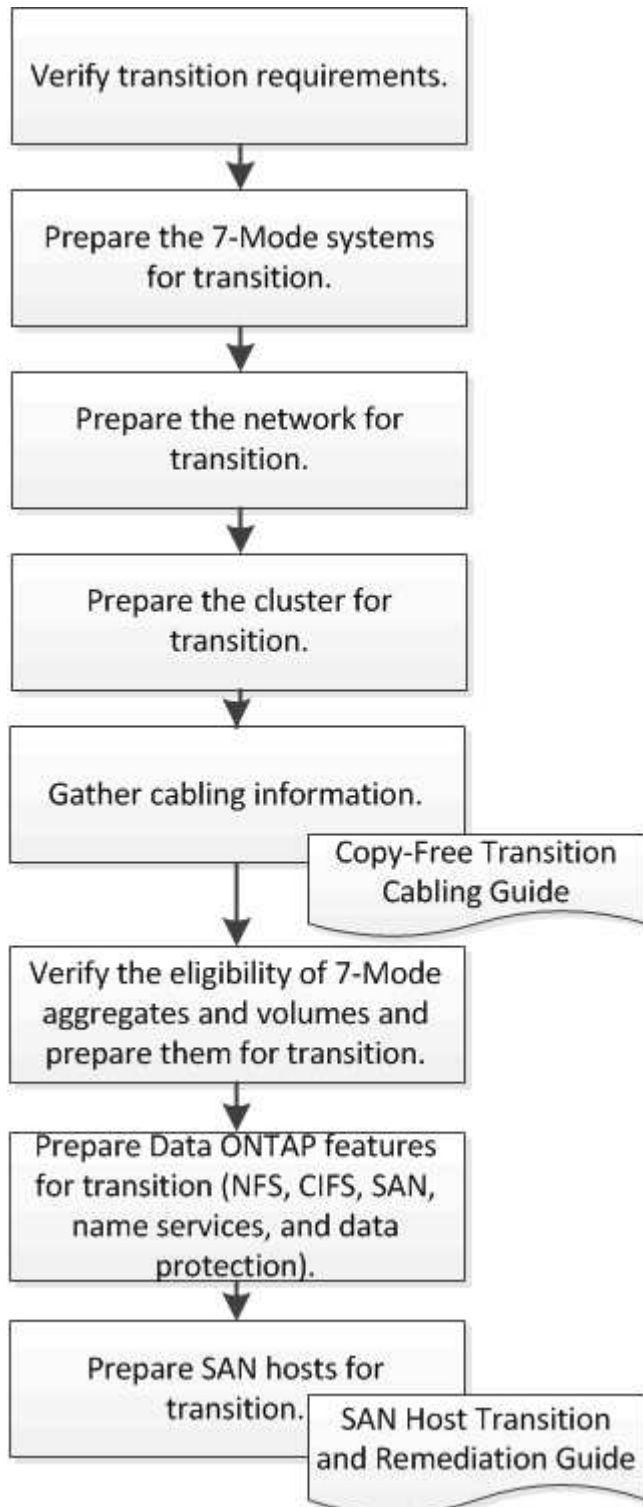 Verify transition requirements.
Prepare the 7-Mode systems
for transition.
Prepare the network for
transition.
Prepare the cluster for
transition.
Gather cabling information.
Copy-Free Transition
Cabling Guide
Verify the eligibility of 7-Mode
aggregates and volumes and
prepare them for transition.
Prepare Data ONTAP features
for transition (NFS, CIFS, SAN,
name services, and data
protection).
Prepare SAN hosts for
transition.
SAN Host Transition
and Remediation Guide